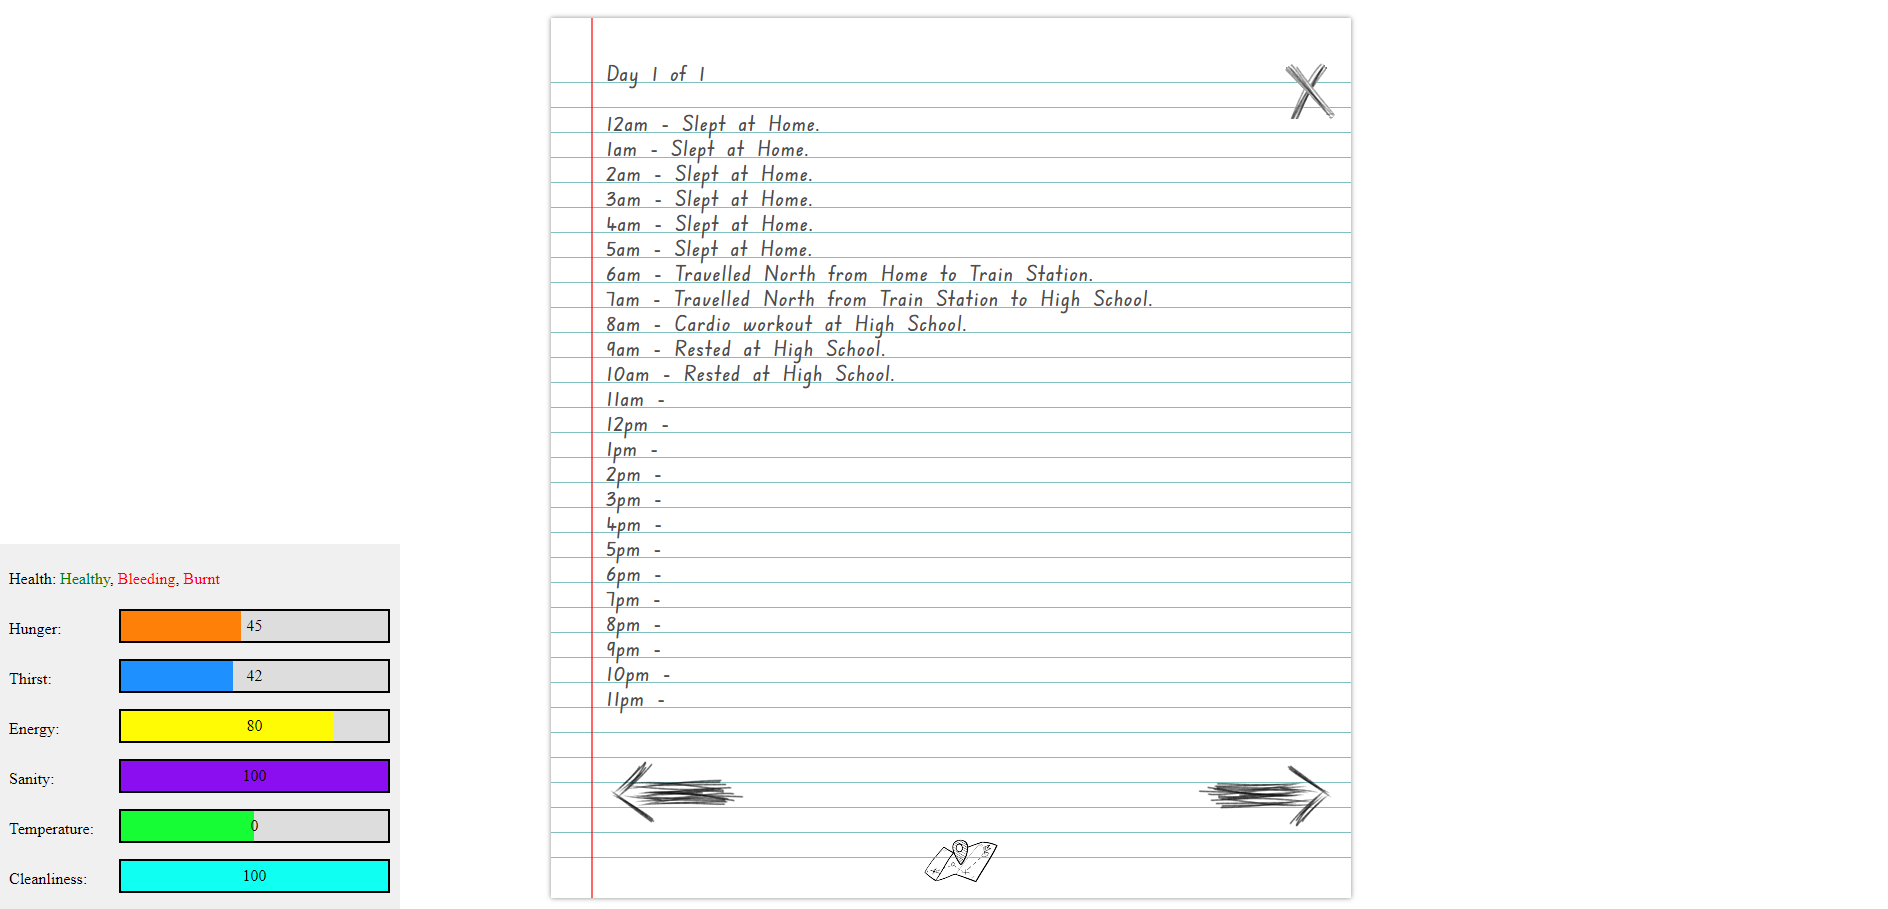 Day 1 of 1
12am - Slept at Home.
1am - Slept at Home.
2am - Slept at Home.
3am - Slept at Home.
4am - Slept at Home.
5am - Slept at Home.
6am - Travelled North from Home to Train Station.
7am - Travelled North from Train Station to High School.
8am - Cardio workout at High School.
9am - Rested at High School.
10am - Rested at High School.
11am -
12pm -
1pm -
2pm -
3pm -
4pm -
5pm -
6pm -
7pm -
8pm -
9pm -
10pm -
11pm -
Health: Healthy, Bleeding, Burnt
Hunger: 45
Thirst: 42
Energy: 80
Sanity: 100
Temperature: 0
Cleanliness: 100